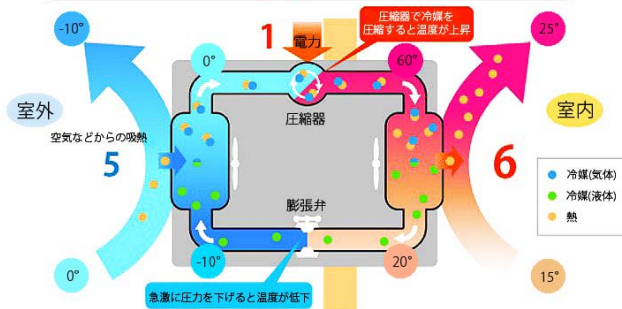 -10°
0°
1
電力
圧縮器で冷媒を
圧縮すると温度が上昇
60°
25°
室外
圧縮器
室内
空気などからの吸熱
5
6
冷媒(気体)
冷媒(液体)
熱
膨張弁
0°
-10°
20°
15°
急激に圧力を下げると温度が低下